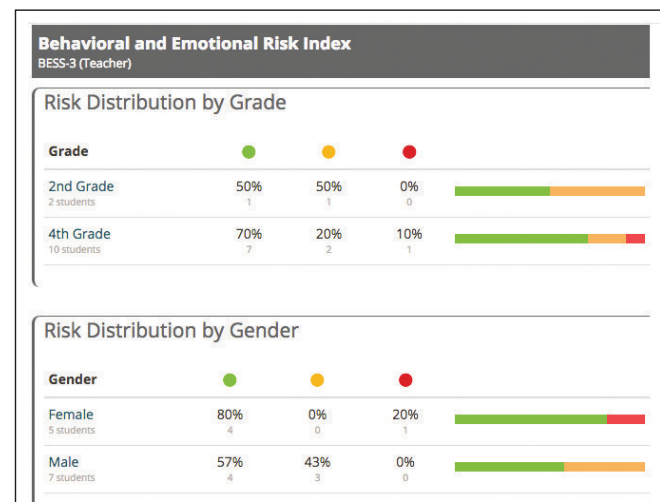 Behavioral and Emotional Risk Index
BESS-3 (Teacher)
Risk Distribution by Grade
Grade
2nd Grade 50% 50% 0%
2 students 1 1 0
4th Grade 70% 20% 10%
10 students 7 2 1
Risk Distribution by Gender
Gender
Female 80% 0% 20%
5 students 4 0 1
Male 57% 43% 0%
7 students 4 3 0